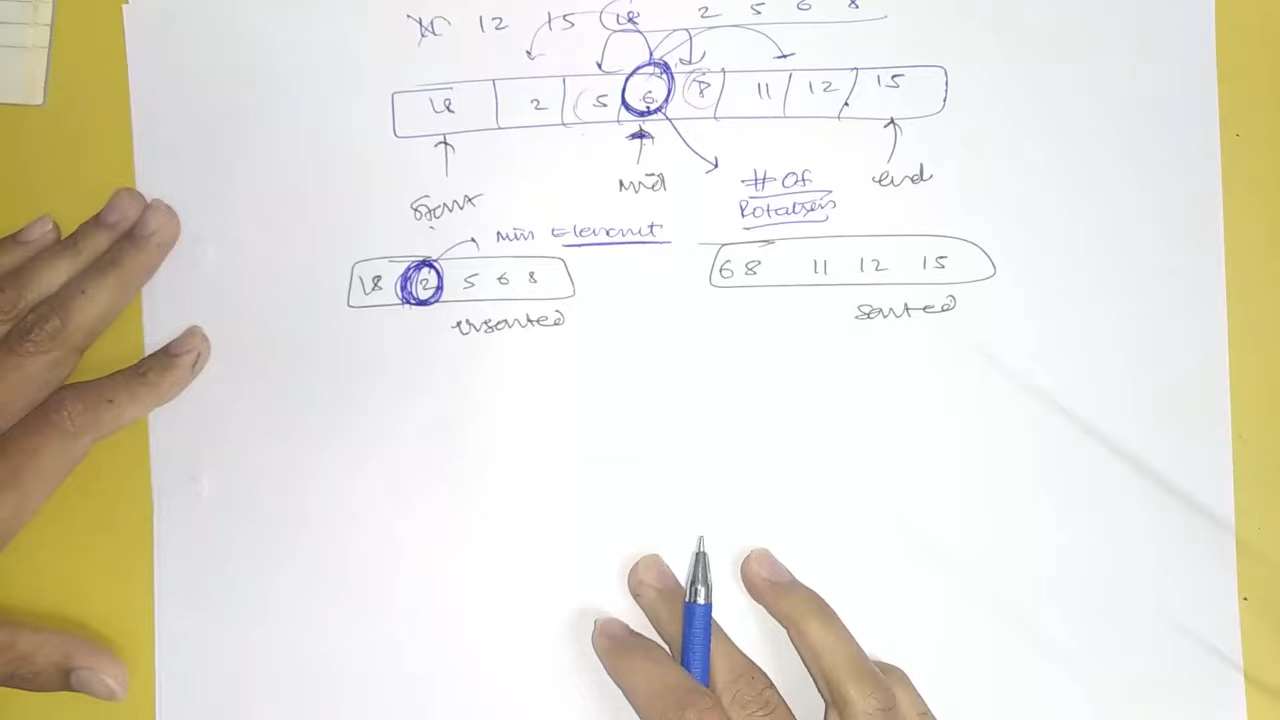 11 12 15 18 2 5 6 8
18 2 5 6 8 11 12 15
start mid # Of end
Rotations
Min Element
18 2 5 6 8 6 8 11 12 15
unsorted sorted